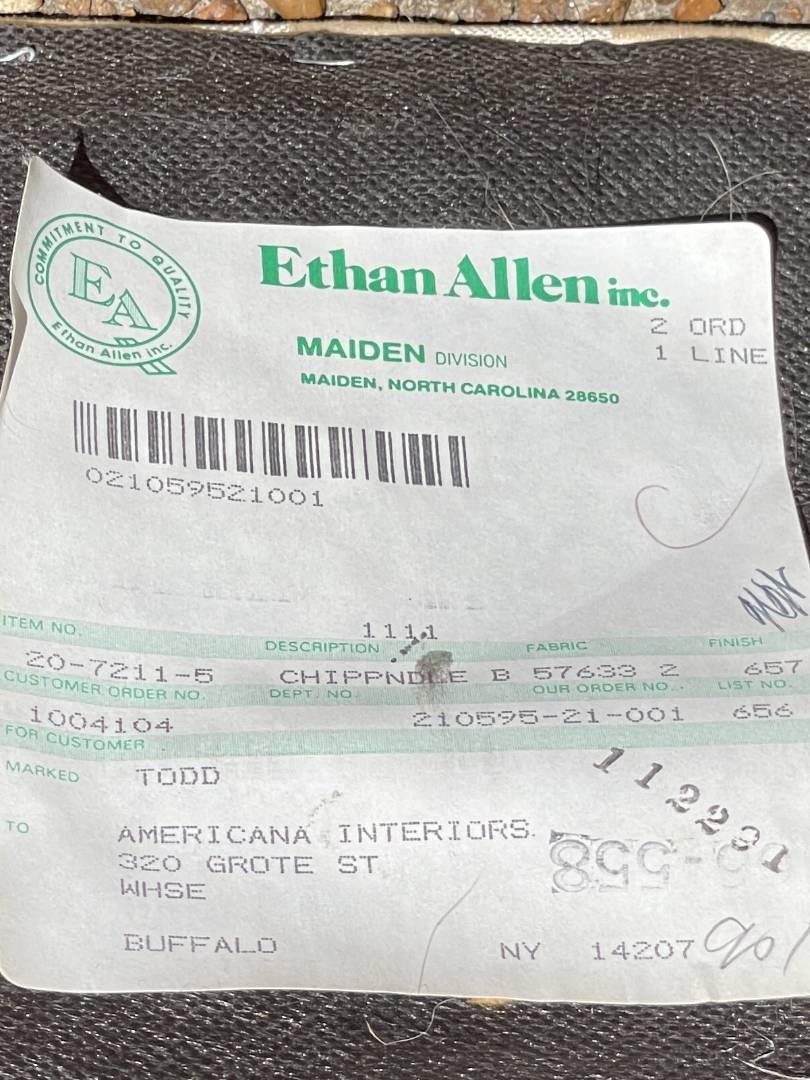 COMMITMENT TO QUALITY
EA
Ethan Allen Inc.
Ethan Allen inc.
2 ORD
MAIDEN DIVISION
1 LINE
MAIDEN, NORTH CAROLINA 28650
021059521001
1111
ITEM NO. DESCRIPTION FABRIC FINISH
20-7211-5 CHIPPNDLE B 57633 2 657
CUSTOMER ORDER NO. DEPT. NO. OUR ORDER NO. LIST NO.
1004104 210595-21-001 656
FOR CUSTOMER
MARKED TODD
112291
TO AMERICANA INTERIORS
320 GROTE ST
WHSE
BUFFALO NY 14207